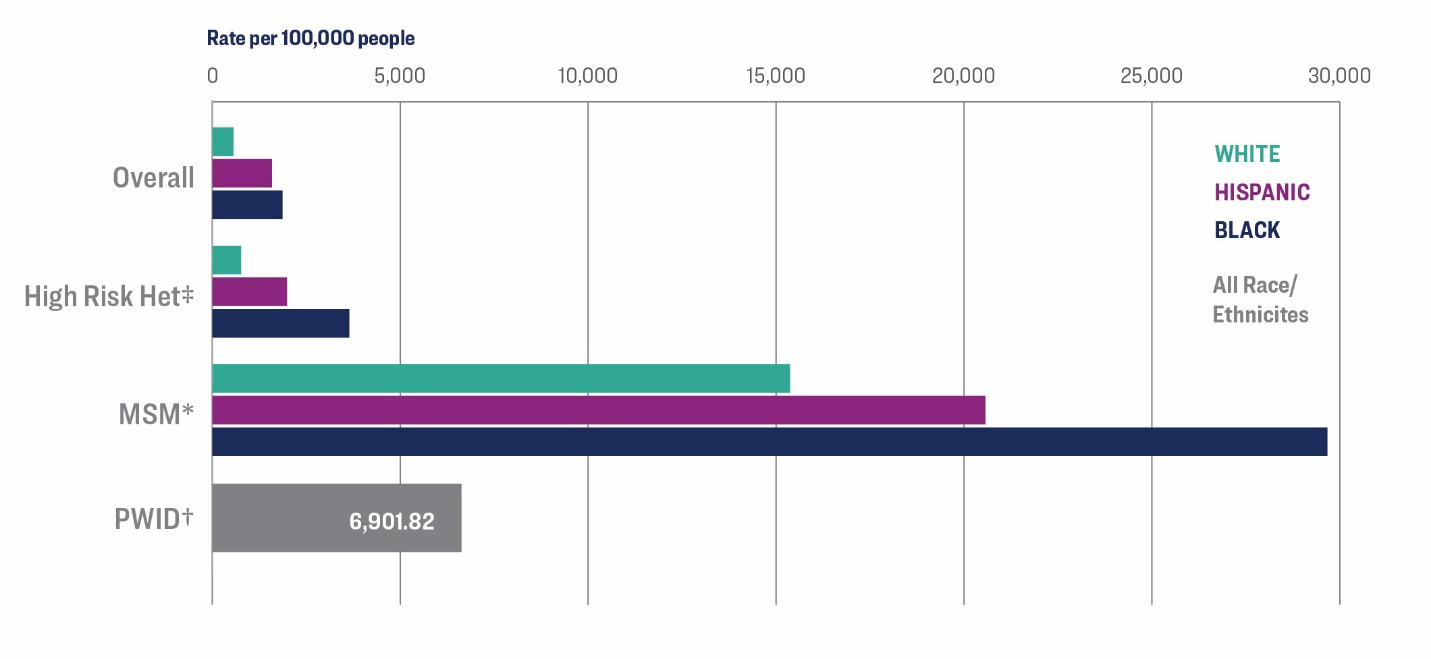 Rate per 100,000 people
0 5,000 10,000 15,000 20,000 25,000 30,000
Overall
High Risk Het‡
MSM*
PWID†
6,901.82
WHITE
HISPANIC
BLACK
All Race/
Ethnicites